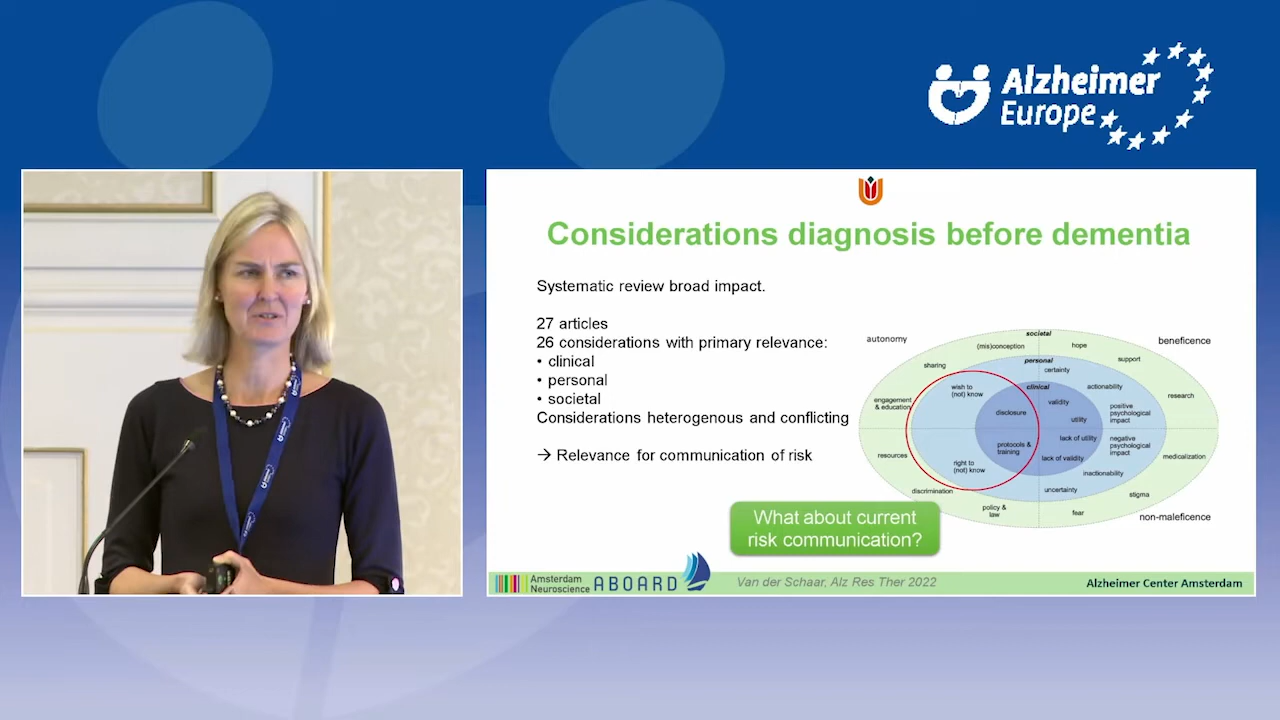 Alzheimer
Europe
Considerations diagnosis before dementia
Systematic review broad impact.
27 articles
26 considerations with primary relevance:
• clinical
• personal
• societal
Considerations heterogenous and conflicting
→ Relevance for communication of risk
autonomy
societal
beneficence
(mis)conception
hope
personal
support
sharing
certainty
wish to
(not) know
clinical
actionability
engagement
& education
validity
research
disclosure
positive
psychological
impact
utility
protocols &
training
lack of utility
negative
psychological
impact
resources
lack of validity
medicalization
right to
(not) know
inactionability
discrimination
uncertainty
stigma
policy &
law
fear
non-maleficence
What about current
risk communication?
Amsterdam
Neuroscience
ABOARD
Van der Schaar, Alz Res Ther 2022
Alzheimer Center Amsterdam